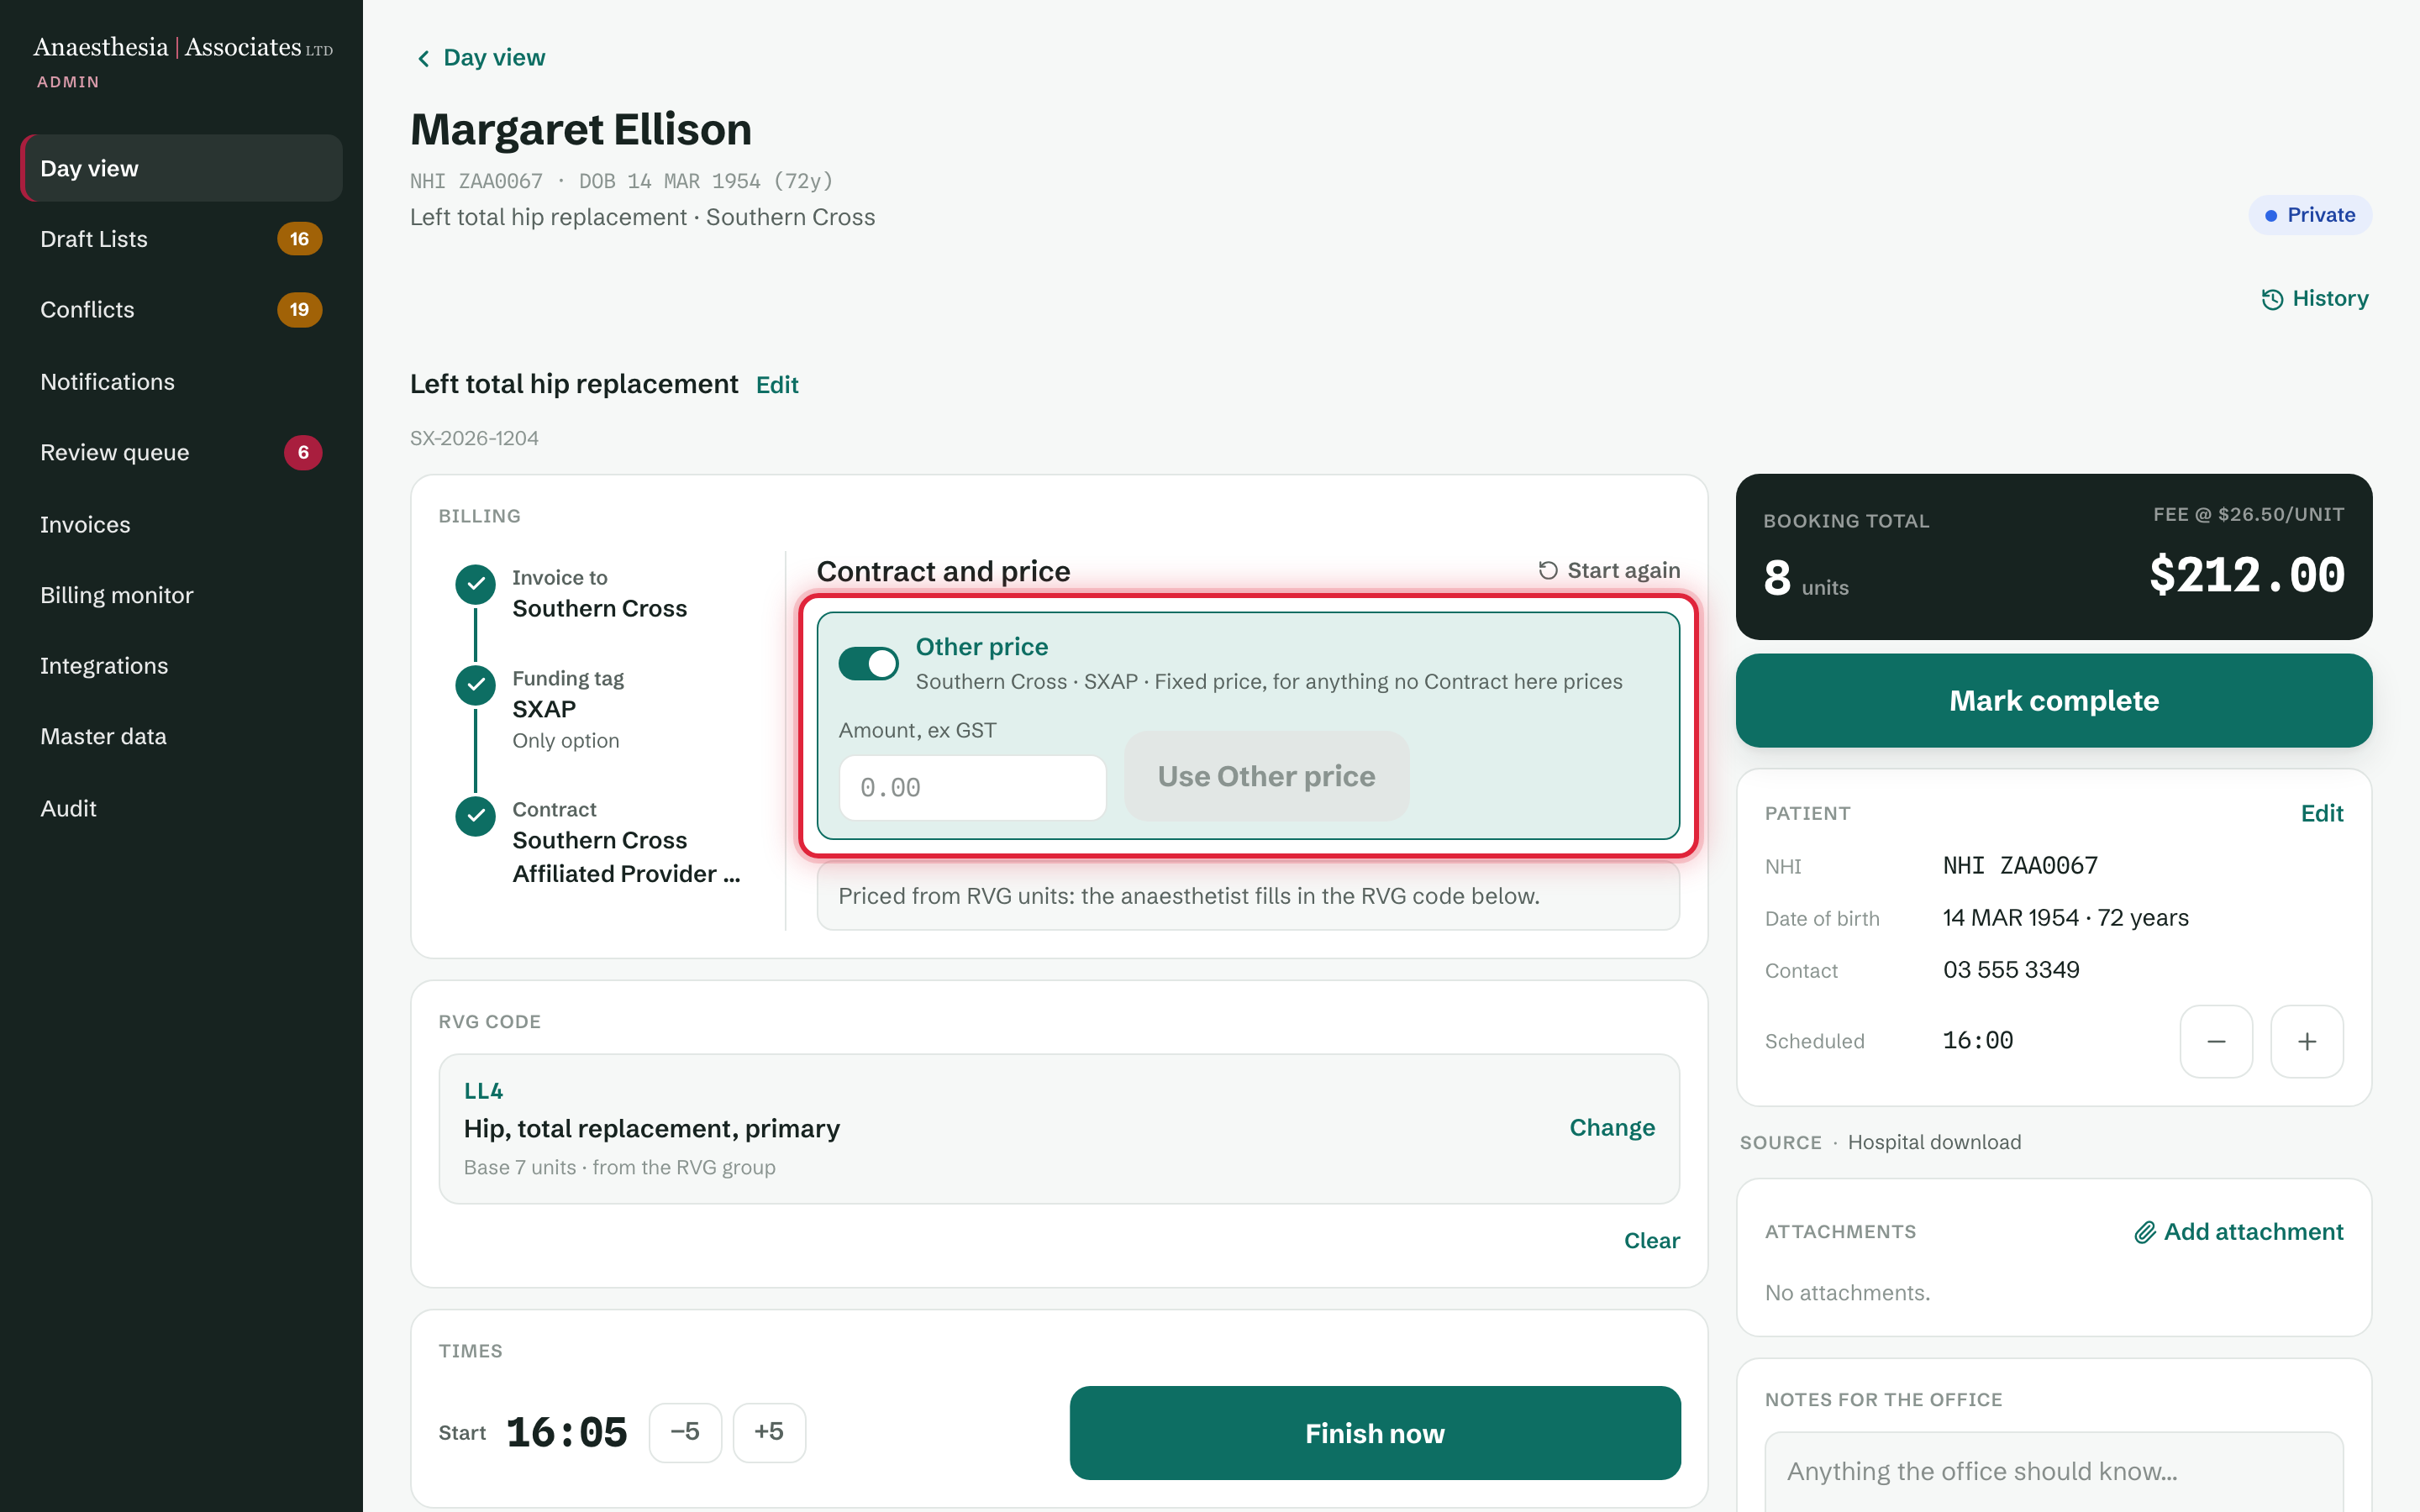 Anaesthesia | Associates LTD
ADMIN
Day view
Draft Lists 16
Conflicts 19
Notifications
Review queue 6
Invoices
Billing monitor
Integrations
Master data
Audit
Day view
Margaret Ellison
NHI ZAA0067 · DOB 14 MAR 1954 (72y)
Left total hip replacement · Southern Cross
Private
History
Left total hip replacement Edit
SX-2026-1204
BILLING
Invoice to
Southern Cross
Funding tag
SXAP
Only option
Contract
Southern Cross
Affiliated Provider ...
Contract and price
Start again
Other price
Southern Cross · SXAP · Fixed price, for anything no Contract here prices
Amount, ex GST
0.00
Use Other price
Priced from RVG units: the anaesthetist fills in the RVG code below.
RVG CODE
LL4
Hip, total replacement, primary
Change
Base 7 units · from the RVG group
Clear
TIMES
Start 16:05 −5 +5
Finish now
BOOKING TOTAL
FEE @ $26.50/UNIT
8 units
$212.00
Mark complete
PATIENT Edit
NHI NHI ZAA0067
Date of birth 14 MAR 1954 · 72 years
Contact 03 555 3349
Scheduled 16:00 − +
SOURCE · Hospital download
ATTACHMENTS Add attachment
No attachments.
NOTES FOR THE OFFICE
Anything the office should know...